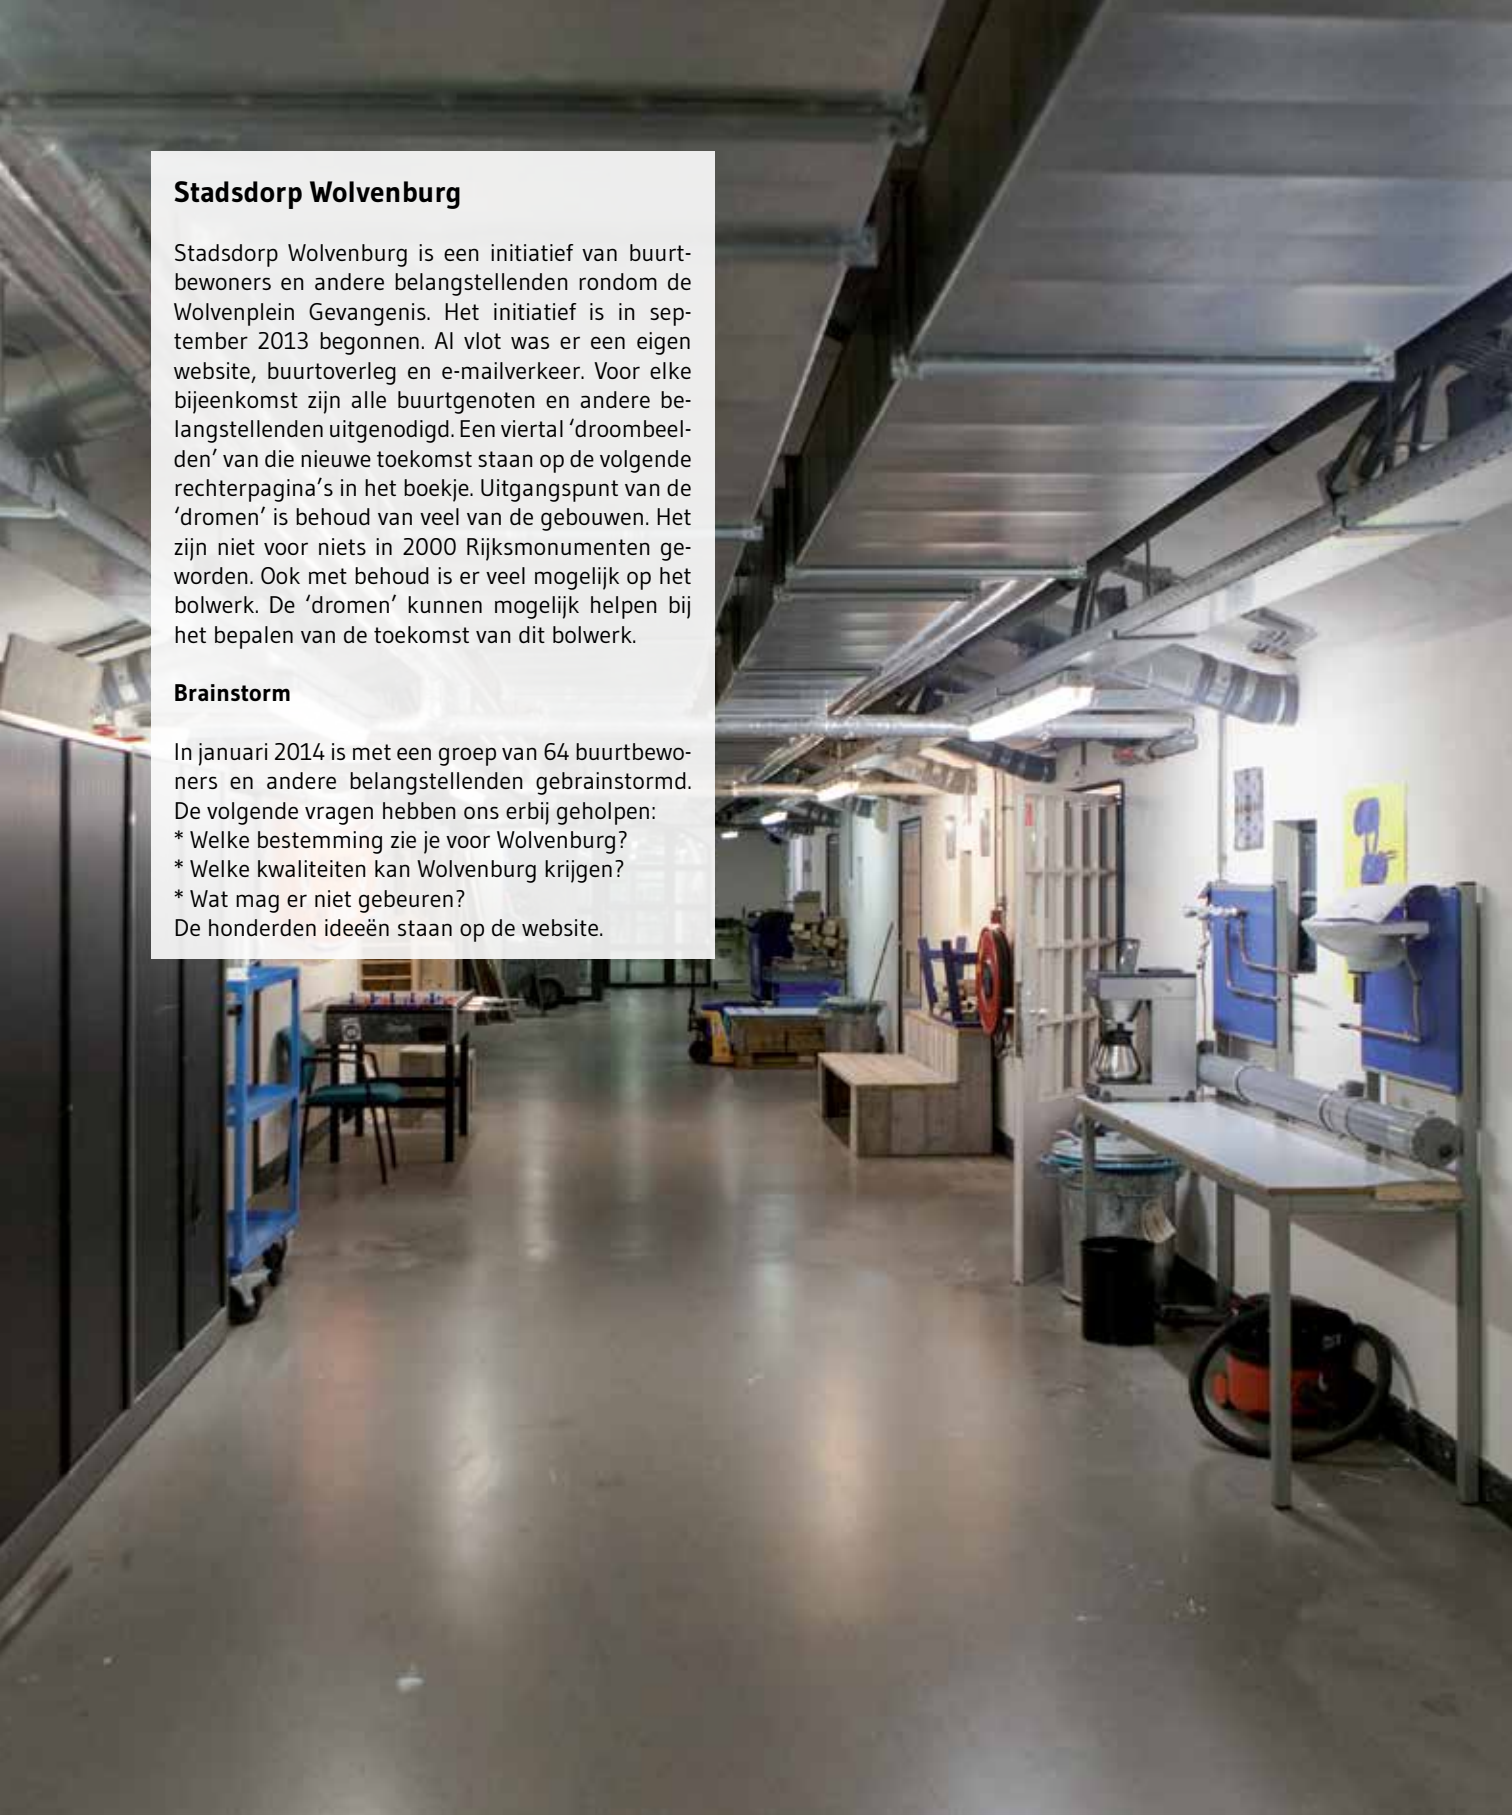 Stadsdorp Wolvenburg
Stadsdorp Wolvenburg is een initiatief van buurt-
bewoners en andere belangstellenden rondom de
Wolvenplein Gevangenis. Het initiatief is in sep-
tember 2013 begonnen. Al vlot was er een eigen
website, buurtoverleg en e-mailverkeer. Voor elke
bijeenkomst zijn alle buurtgenoten en andere be-
langstellenden uitgenodigd. Een viertal ‘droombeel-
den’ van die nieuwe toekomst staan op de volgende
rechterpagina’s in het boekje. Uitgangspunt van de
‘dromen’ is behoud van veel van de gebouwen. Het
zijn niet voor niets in 2000 Rijksmonumenten ge-
worden. Ook met behoud is er veel mogelijk op het
bolwerk. De ‘dromen’ kunnen mogelijk helpen bij
het bepalen van de toekomst van dit bolwerk.
Brainstorm
In januari 2014 is met een groep van 64 buurtbewo-
ners en andere belangstellenden gebrainstormd.
De volgende vragen hebben ons erbij geholpen:
* Welke bestemming zie je voor Wolvenburg?
* Welke kwaliteiten kan Wolvenburg krijgen?
* Wat mag er niet gebeuren?
De honderden ideeën staan op de website.